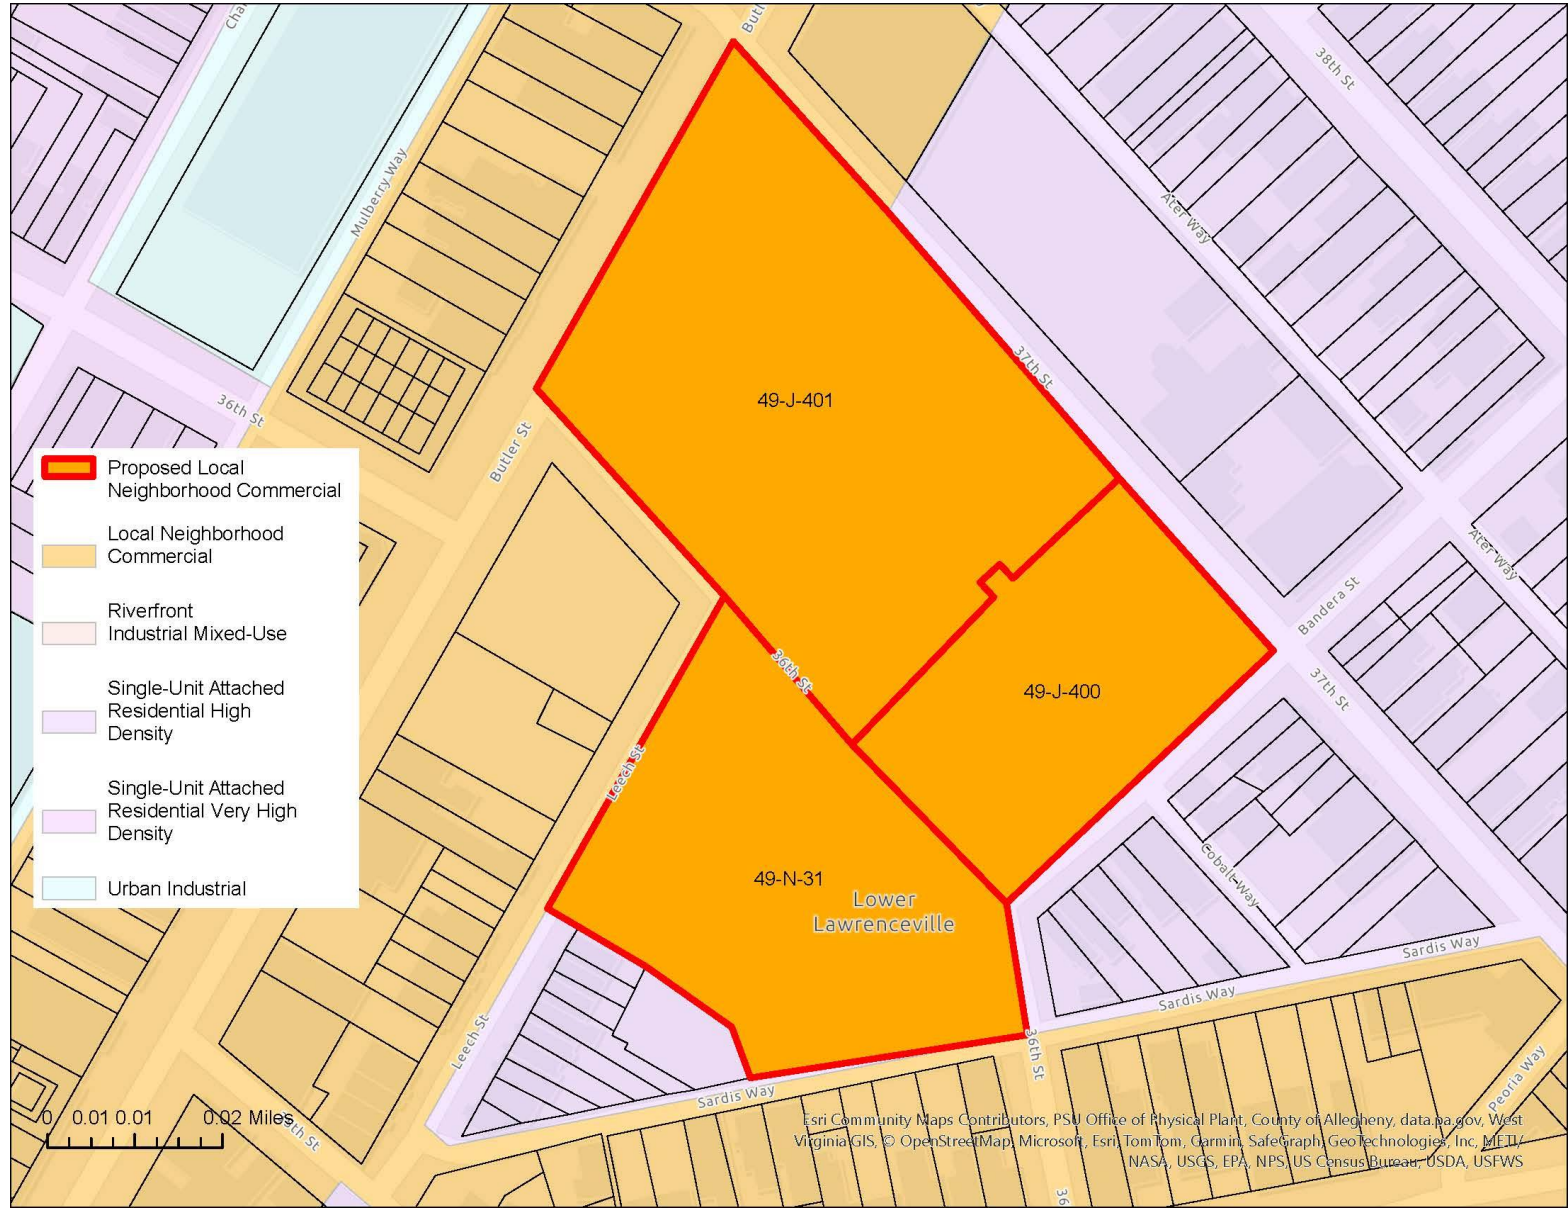 Cha
Butl
38th St
Mulberry Way
Ater Way
36th St
37th St
49-J-401
Butler St
Proposed Local
Neighborhood Commercial
Local Neighborhood
Commercial
Riverfront
Industrial Mixed-Use
Single-Unit Attached
Residential High
Density
Single-Unit Attached
Residential Very High
Density
Urban Industrial
Ater Way
Bandera St
36th St
49-J-400
37th St
Leech St
49-N-31
Lower
Lawrenceville
Cobalt Way
Sardis Way
Sardis Way
Leech St
36th St
Sardis Way
Peoria Way
0 0.01 0.01 0.02 Miles
th St
36
Esri Community Maps Contributors, PSU Office of Physical Plant, County of Allegheny, data.pa.gov, West
Virginia GIS, © OpenStreetMap, Microsoft, Esri, TomTom, Garmin, SafeGraph, GeoTechnologies, Inc, METI/
NASA, USGS, EPA, NPS, US Census Bureau, USDA, USFWS